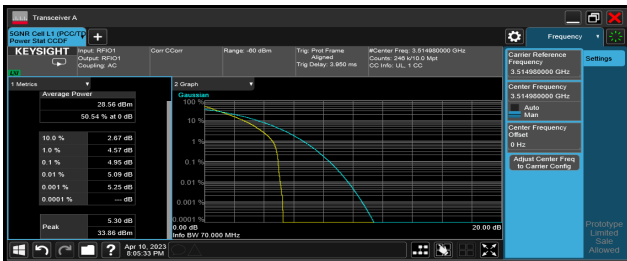 Transceiver A
5GNR Cell L1 (PCC/TD
Power Stat CCDF
KEYSIGHT
LXI
Input: RFIO1
Output: RFIO1
Coupling: AC
Corr CCorr
Range: -60 dBm
Trig: Prot Frame
Aligned
Trig Delay: 3.950 ms
#Center Freq: 3.514980000 GHz
Counts: 246 k/10.0 Mpt
CC Info: UL, 1 CC
Frequency
Carrier Reference
Frequency
3.514980000 GHz
Settings
Center Frequency
3.514980000 GHz
Auto
Man
Center Frequency
Offset
0 Hz
Adjust Center Freq
to Carrier Config
Prototype
Limited
Sale
Allowed
1 Metrics
Average Power
28.56 dBm
50.54 % at 0 dB
10.0 % 2.67 dB
1.0 % 4.57 dB
0.1 % 4.95 dB
0.01 % 5.09 dB
0.001 % 5.25 dB
0.0001 % --- dB
Peak
5.30 dB
33.86 dBm
2 Graph
Gaussian
100 %
10 %
1 %
0.1 %
0.01 %
0.001 %
0.0001 %
0.00 dB
20.00 dB
Info BW 70.000 MHz
?
Apr 10, 2023
8:05:33 PM